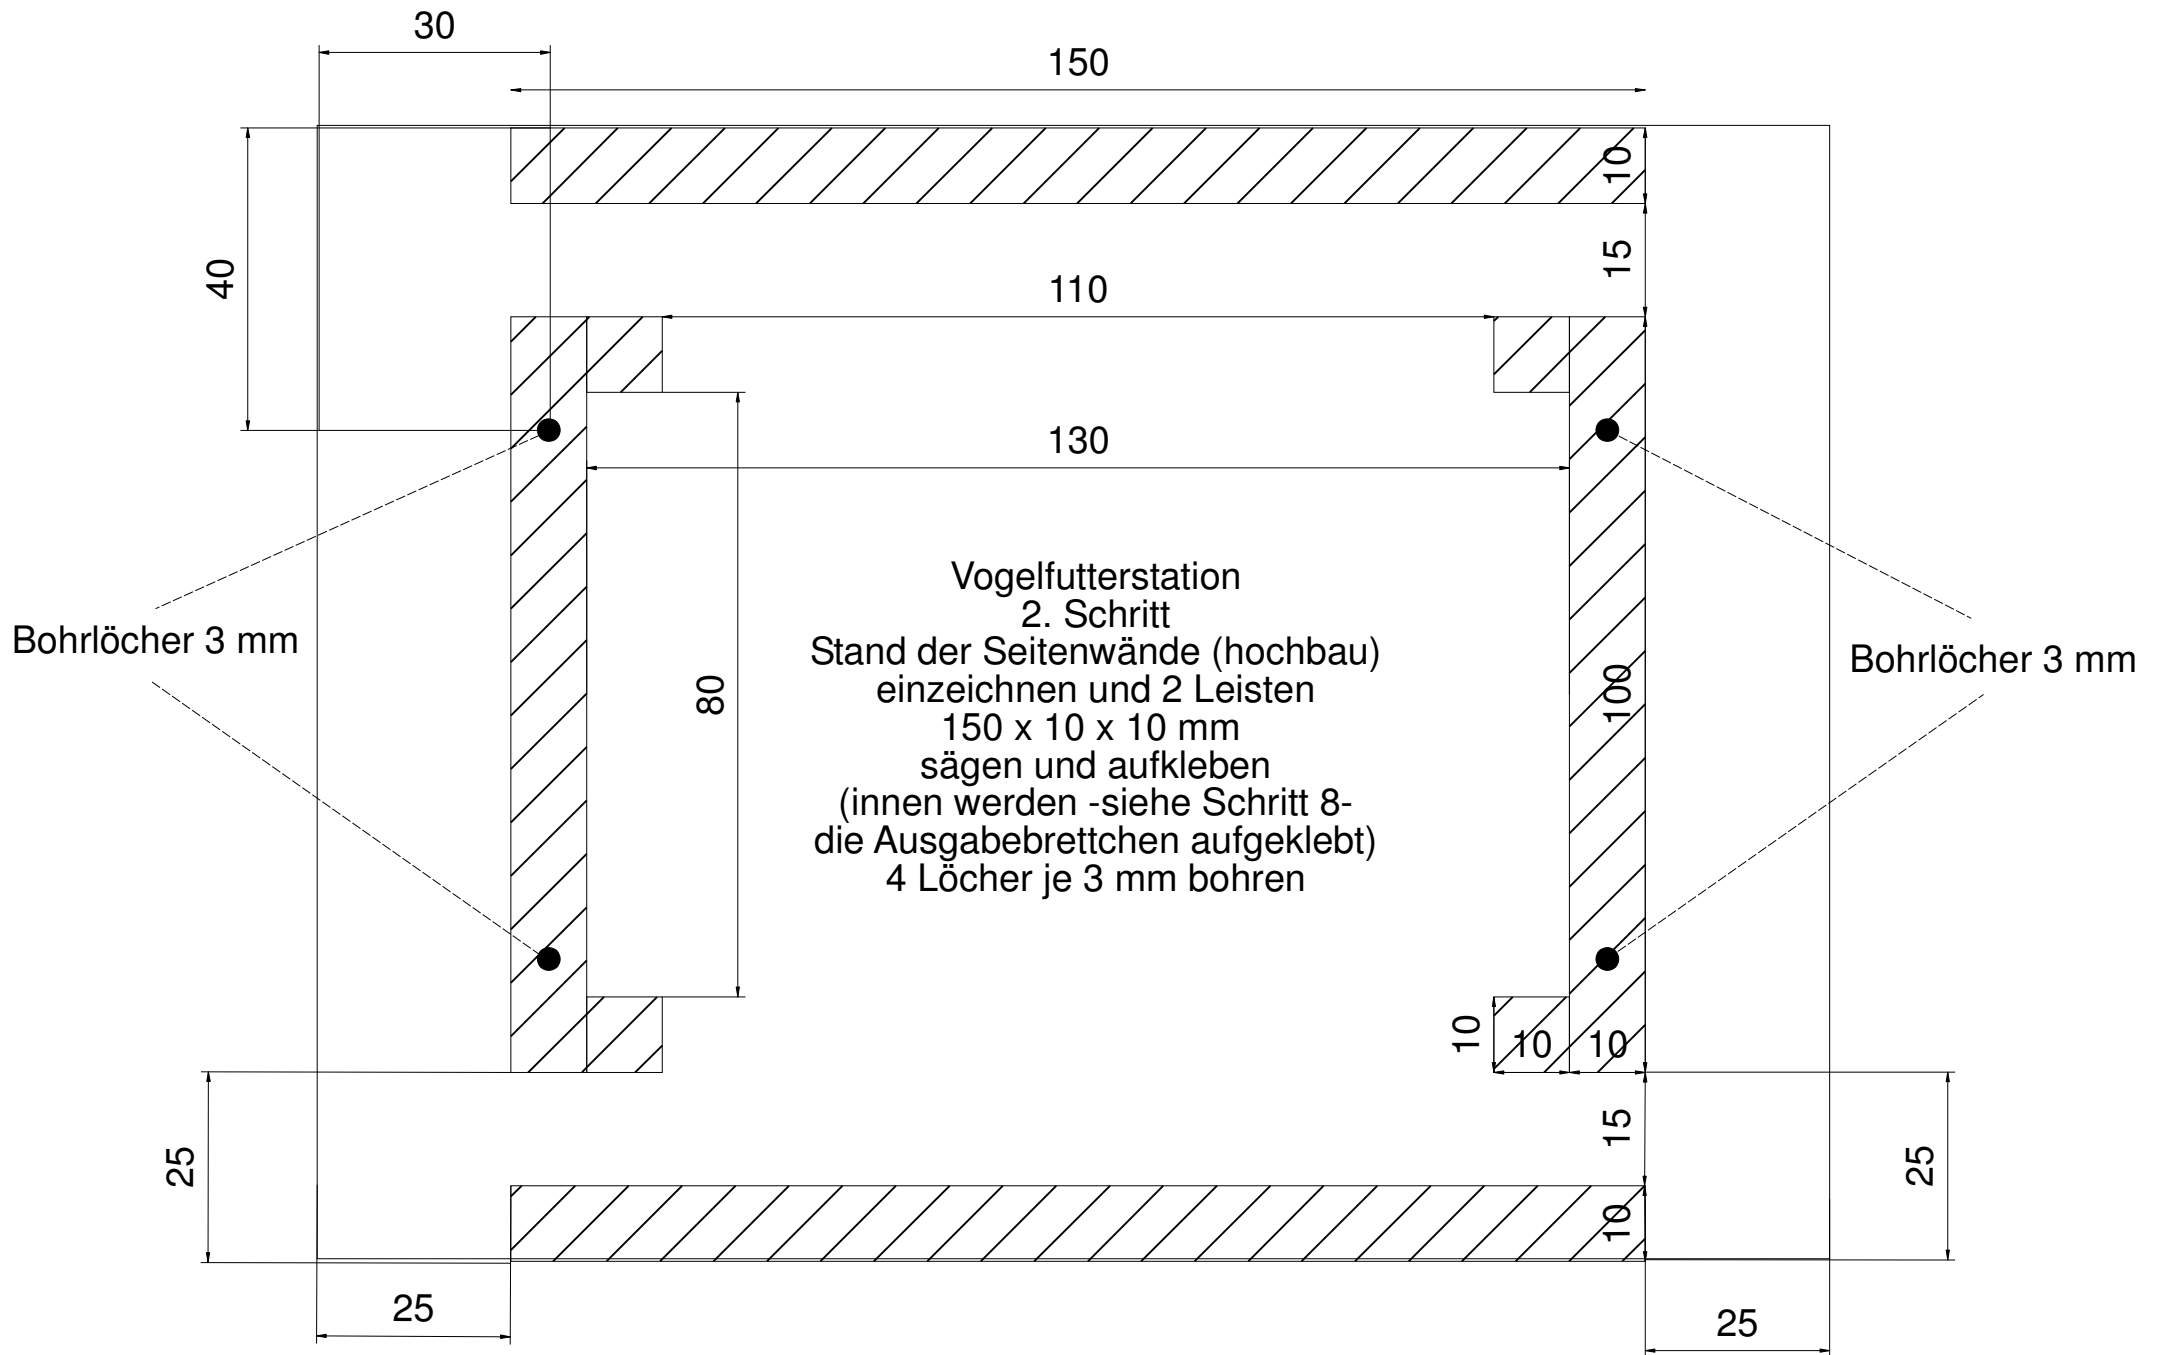 30
150
10
40
15
110
130
Vogelfutterstation
2. Schritt
Stand der Seitenwände (hochbau)
einzeichnen und 2 Leisten
150 x 10 x 10 mm
sägen und aufkleben
(innen werden -siehe Schritt 8-
die Ausgabebrettchen aufgeklebt)
4 Löcher je 3 mm bohren
Bohrlöcher 3 mm
80
100
Bohrlöcher 3 mm
10
10
10
15
25
25
10
25
25